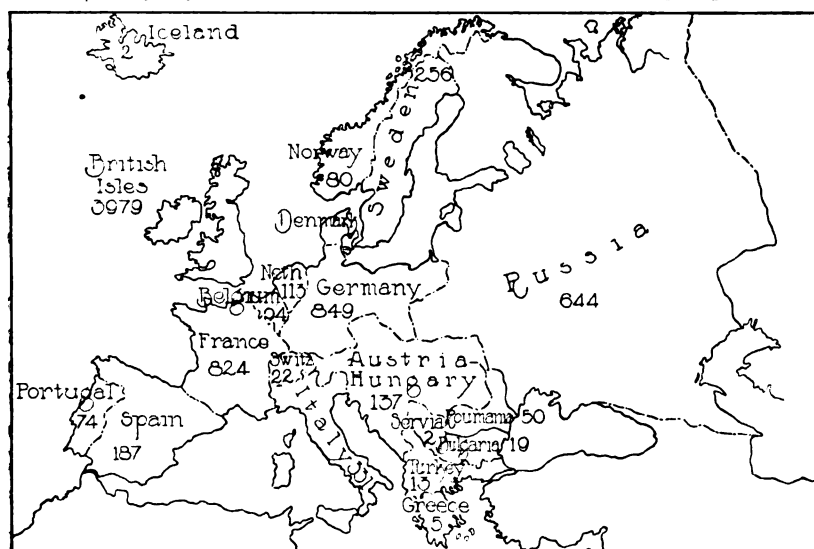 Iceland
2
256
Sweden
Norway
80
British
Isles
3979
Denmark
Neth
113
Belgium
194
Germany
849
Russia
644
France
824
Switz
22
Austria-
Hungary
137
Italy
Portugal
74
Spain
187
Servia
2
Roumania 50
Bulgaria 19
Turkey
13
Greece
5